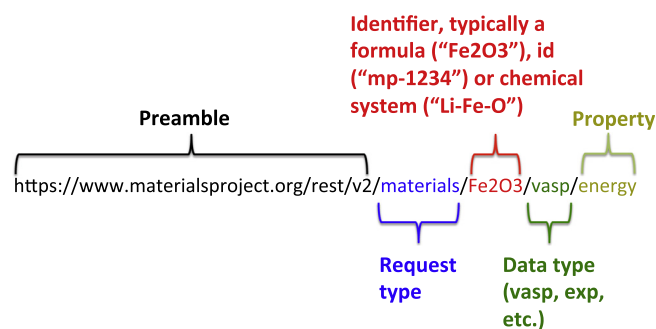 Identifier, typically a
formula (“Fe2O3”), id
(“mp-1234”) or chemical
system (“Li-Fe-O”)
Preamble
Property
https://www.materialsproject.org/rest/v2/materials/Fe2O3/vasp/energy
Request
type
Data type
(vasp, exp,
etc.)